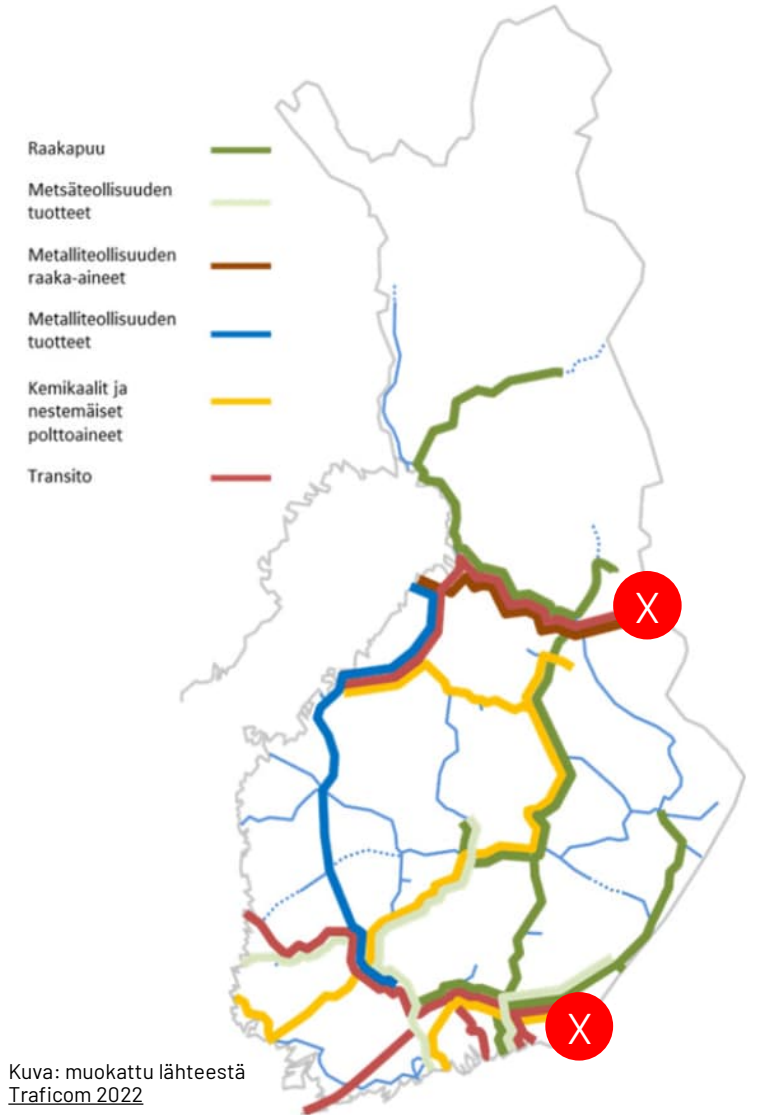 Raakapuu
Metsäteollisuuden
tuotteet
Metalliteollisuuden
raaka-aineet
Metalliteollisuuden
tuotteet
Kemikaalit ja
nestemäiset
polttoaineet
Transito
X
X
Kuva: muokattu lähteestä
Traficom 2022